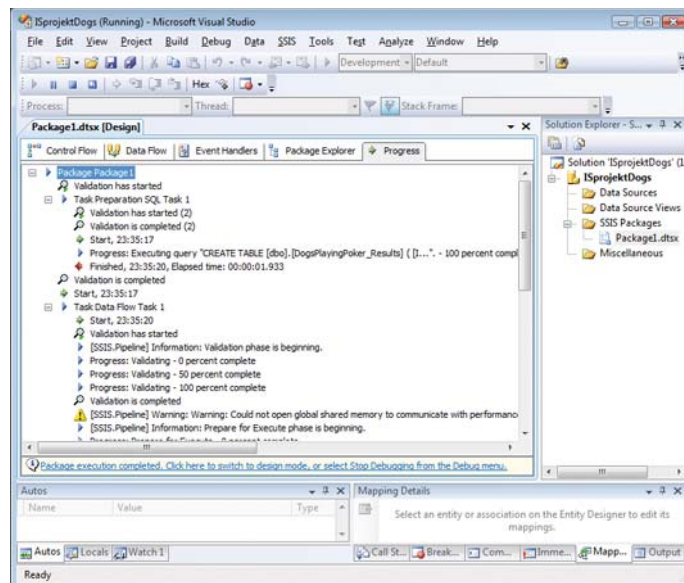 ISprojektDogs (Running) - Microsoft Visual Studio
File Edit View Project Build Debug Data SSIS Tools Test Analyze Window Help
Development Default
Hex
Process: Thread: Stack Frame:
Package1.dtsx [Design]
Control Flow Data Flow Event Handlers Package Explorer Progress
Package Package1
Validation has started
Task Preparation SQL Task 1
Validation has started (2)
Validation is completed (2)
Start, 23:35:17
Progress: Executing query "CREATE TABLE [dbo].[DogsPlayingPoker_Results] ( [I...". - 100 percent compl
Finished, 23:35:20, Elapsed time: 00:00:01.933
Validation is completed
Start, 23:35:17
Task Data Flow Task 1
Start, 23:35:20
Validation has started
[SSIS.Pipeline] Information: Validation phase is beginning.
Progress: Validating - 0 percent complete
Progress: Validating - 50 percent complete
Progress: Validating - 100 percent complete
Validation is completed
[SSIS.Pipeline] Warning: Warning: Could not open global shared memory to communicate with performanc
[SSIS.Pipeline] Information: Prepare for Execute phase is beginning.
Progress: Prepare for Execute - 0 percent complete
Package execution completed. Click here to switch to design mode, or select Stop Debugging from the Debug menu.
Solution Explorer - S...
Solution 'ISprojektDogs' (1
ISprojektDogs
Data Sources
Data Source Views
SSIS Packages
Package1.dtsx
Miscellaneous
Autos
Name Value Type
Autos Locals Watch 1
Mapping Details
Select an entity or association on the Entity Designer to edit its
mappings.
Call St... Break... Com... Imme... Mapp... Output
Ready